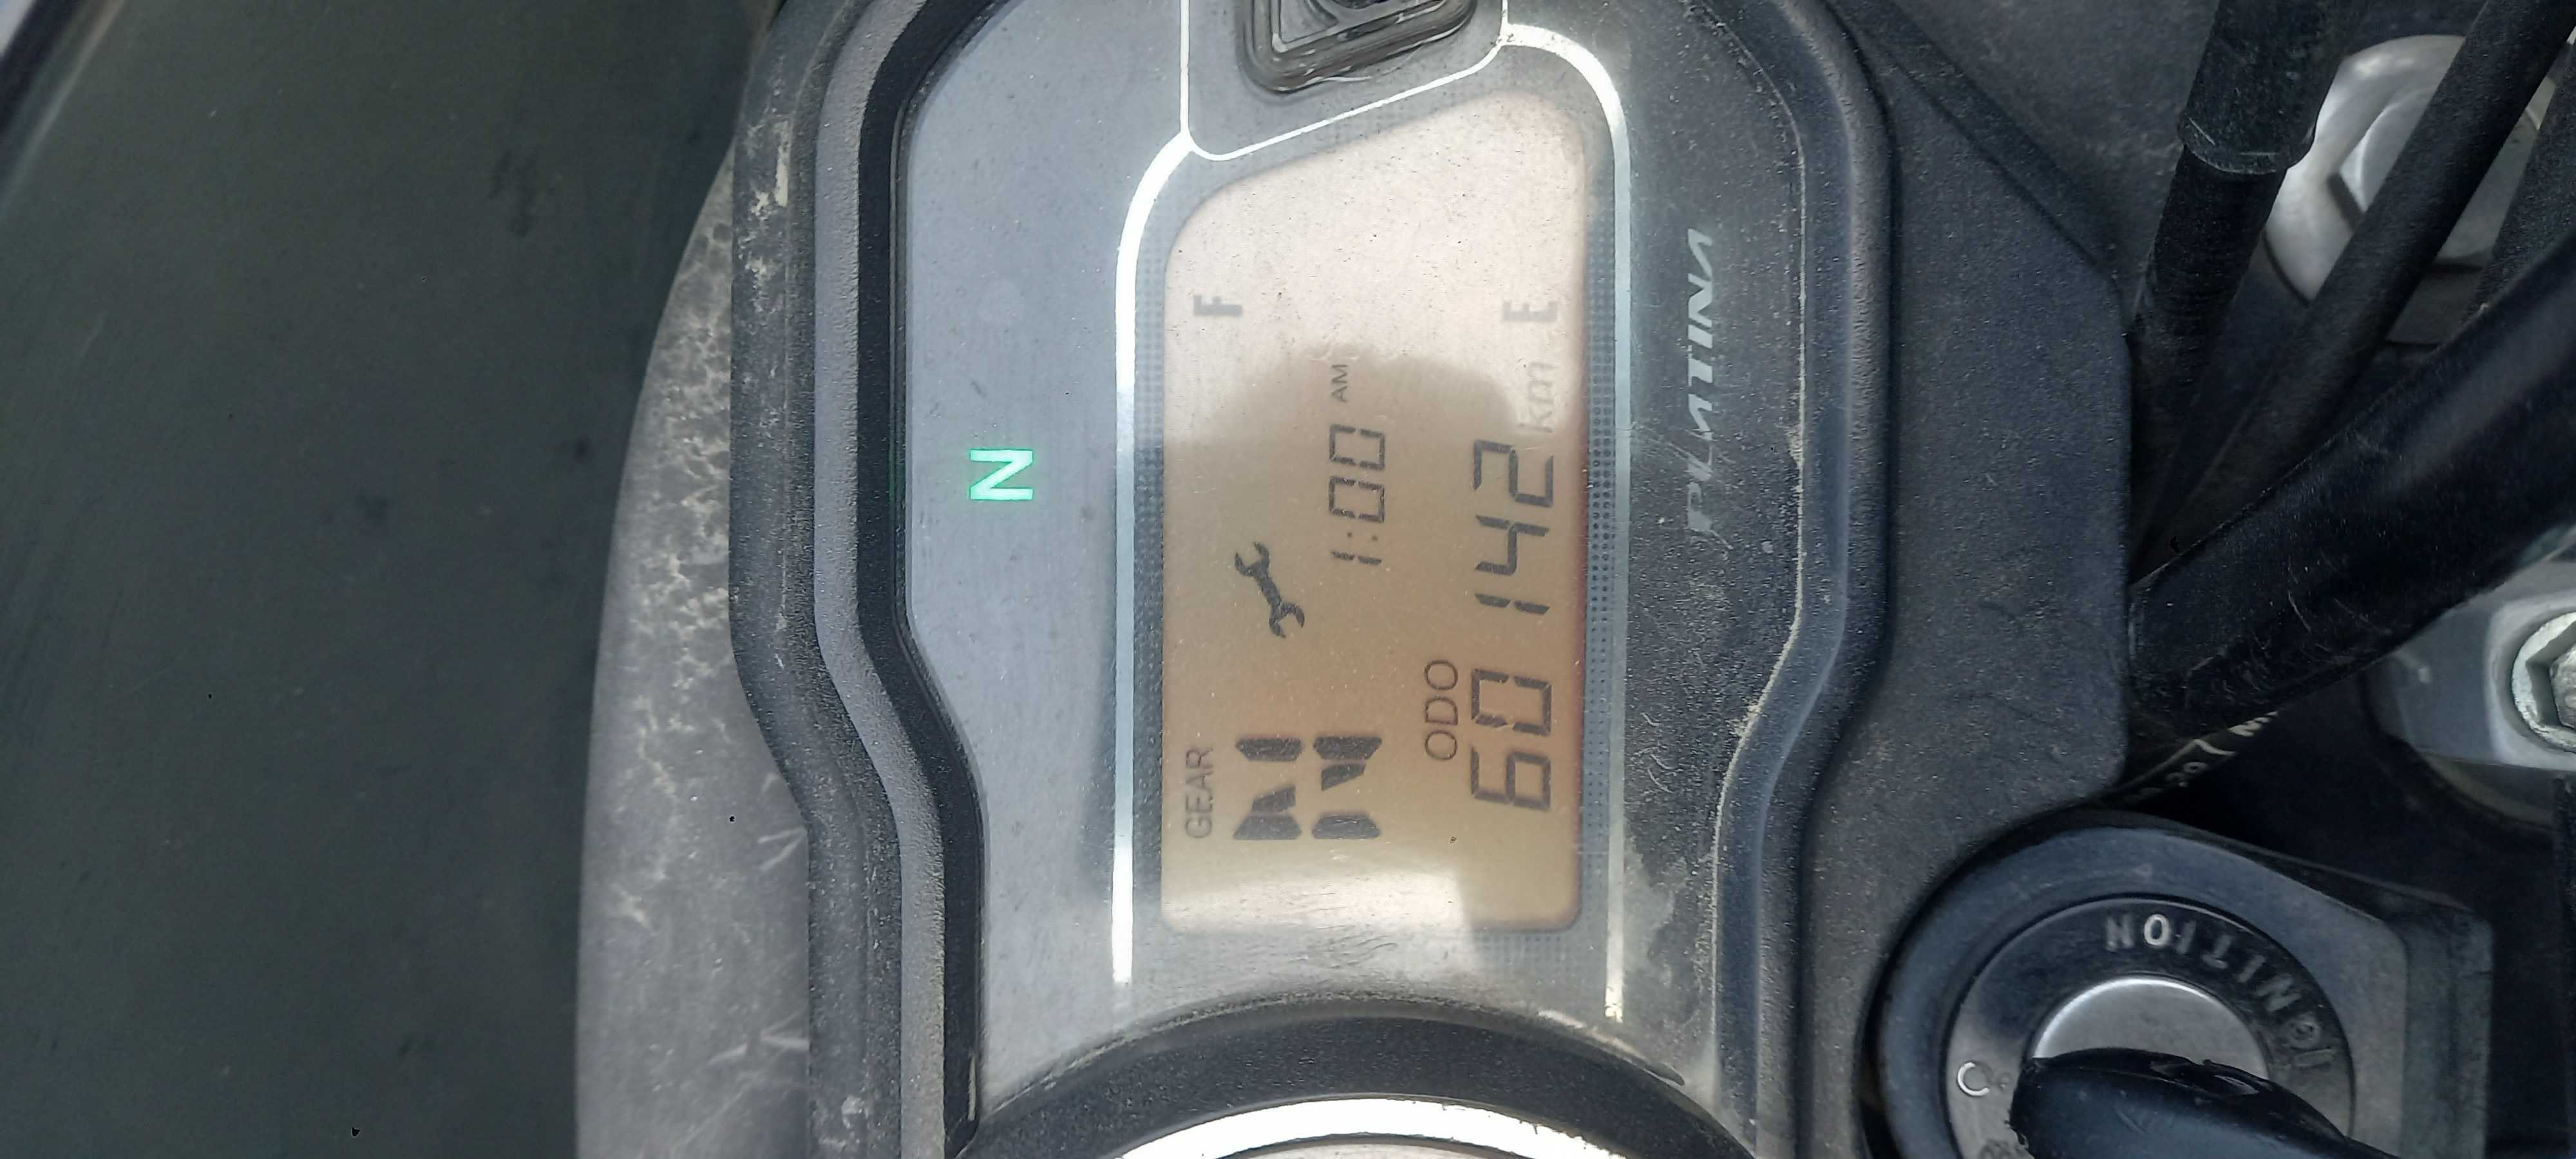 N
GEAR
N
F
1:00 AM
ODO
60142 km
E
PLATINA
IGNITION